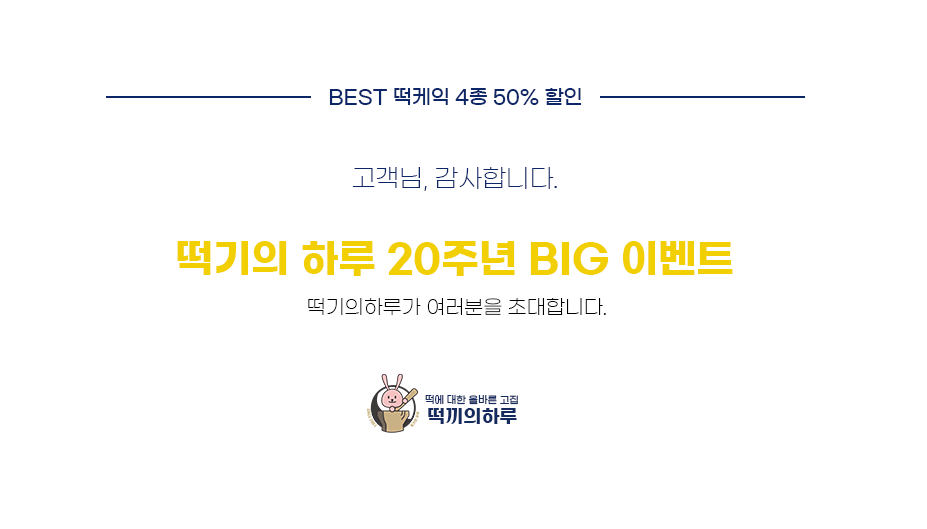 BEST 떡케익 4종 50% 할인
고객님, 감사합니다.
떡기의 하루 20주년 BIG 이벤트
떡기의하루가 여러분을 초대합니다.
떡에 대한 올바른 고집
떡끼의하루